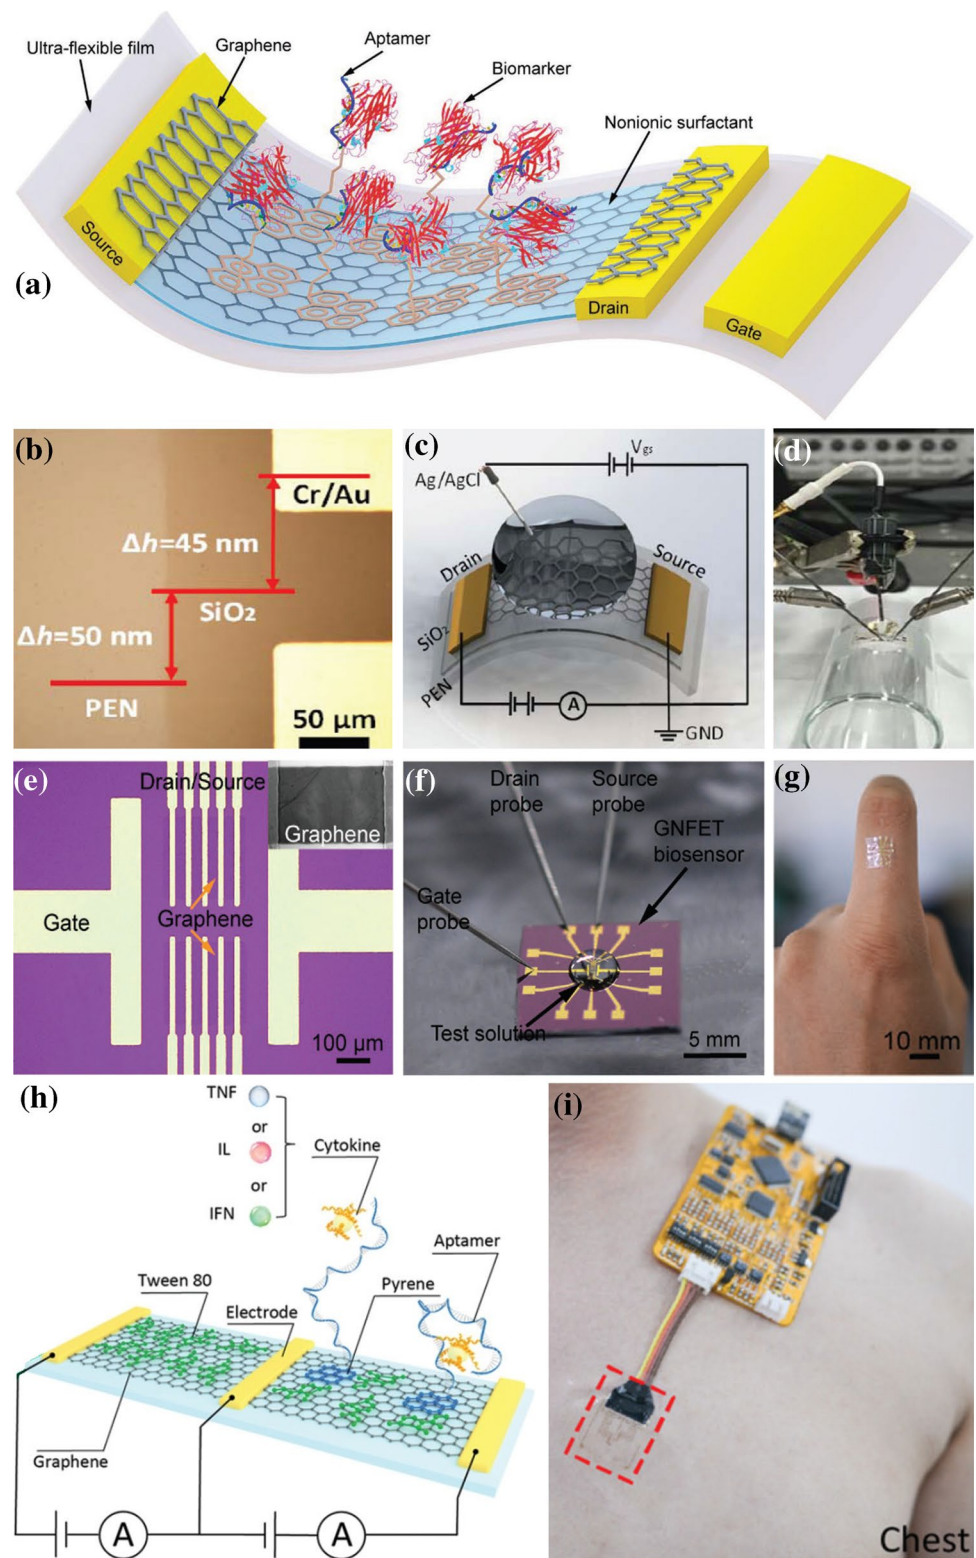 Ultra-flexible film
Graphene
Aptamer
Biomarker
Nonionic surfactant
Source
Drain
Gate
(a)
(b)
Cr/Au
Δh=45 nm
SiO₂
Δh=50 nm
PEN
50 μm
(c)
Vgs
Ag/AgCl
Drain
Source
SiO₂
PEN
A
GND
(d)
(e)
Drain/Source
Graphene
Gate
Graphene
100 μm
(f)
Drain
probe
Source
probe
GNFET
biosensor
Gate
probe
Test solution
5 mm
(g)
10 mm
(h)
TNF
or
IL
or
IFN
Cytokine
Aptamer
Tween 80
Pyrene
Electrode
Graphene
A
A
(i)
Chest